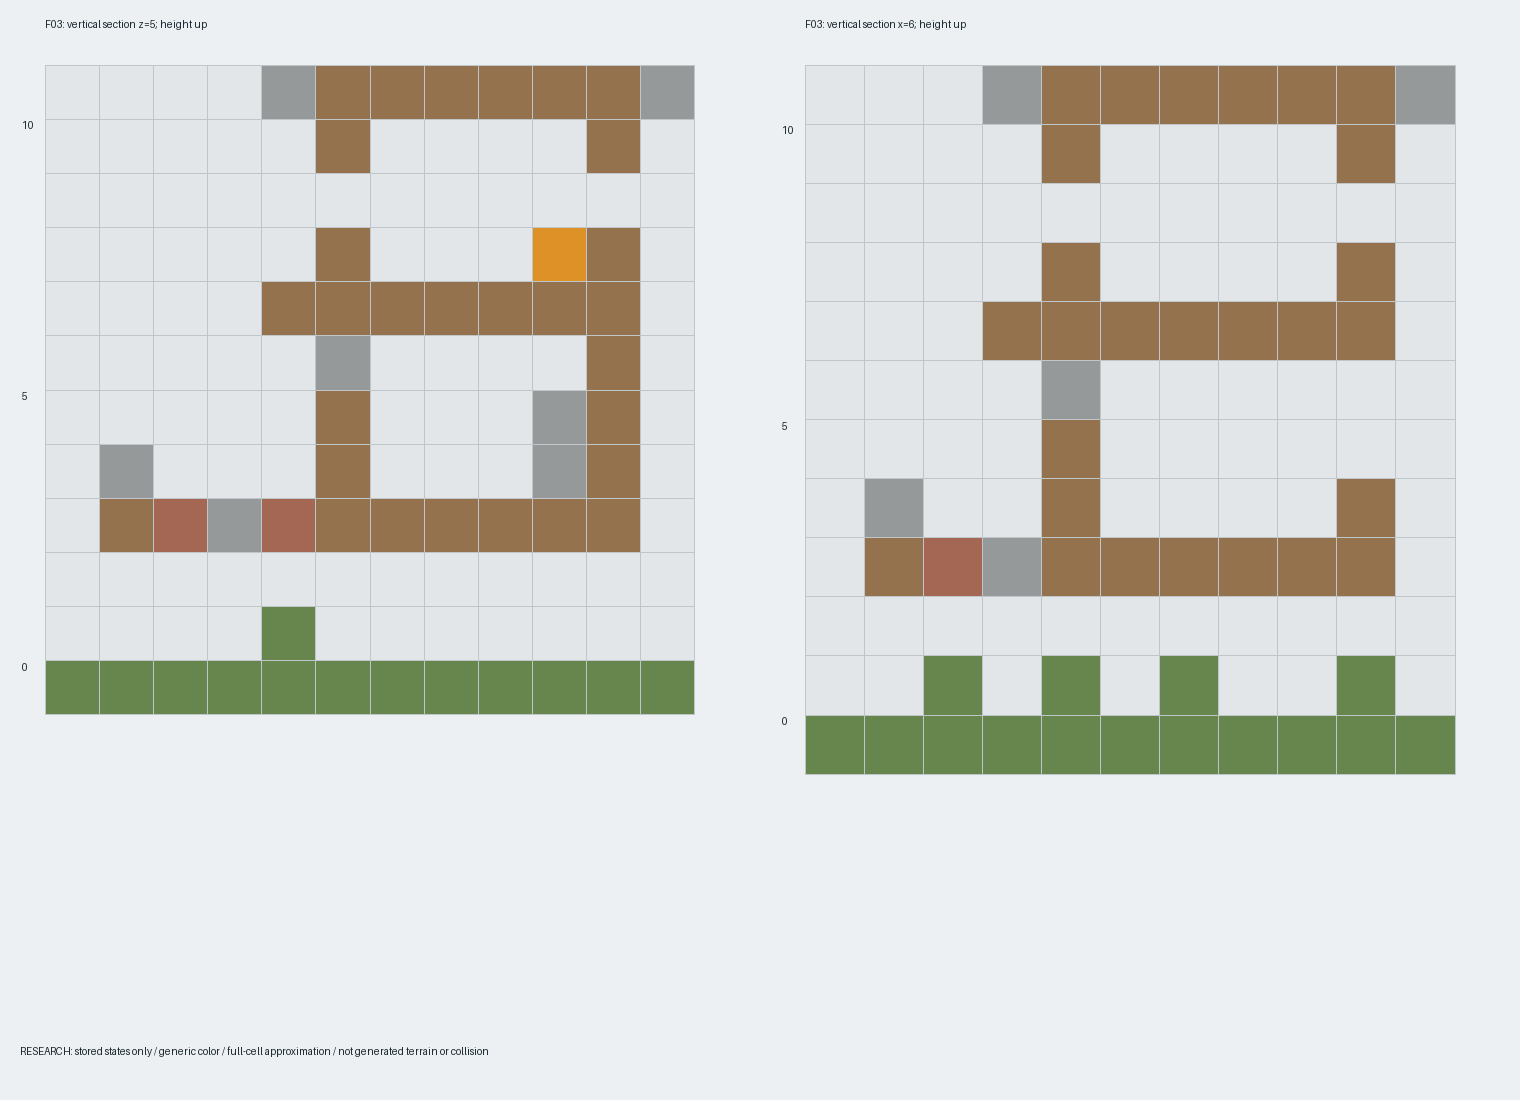 F03: vertical section z=5; height up
F03: vertical section x=6; height up
10
5
0
10
5
0
RESEARCH: stored states only / generic color / full-cell approximation / not generated terrain or collision